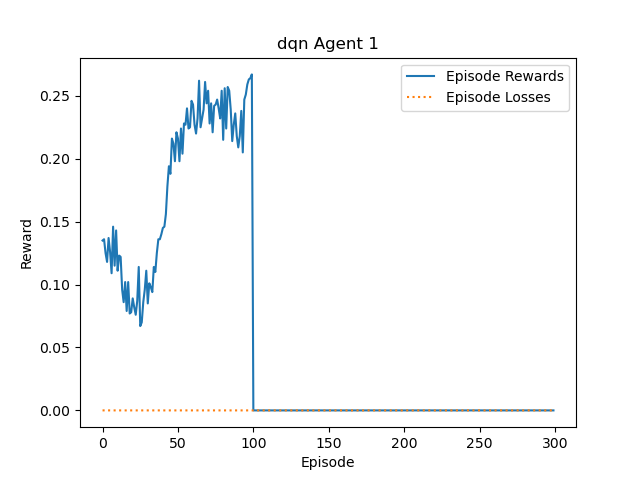 dqn Agent 1
Episode Rewards
Episode Losses
0.25
0.20
0.15
0.10
0.05
0.00
Reward
0 50 100 150 200 250 300
Episode